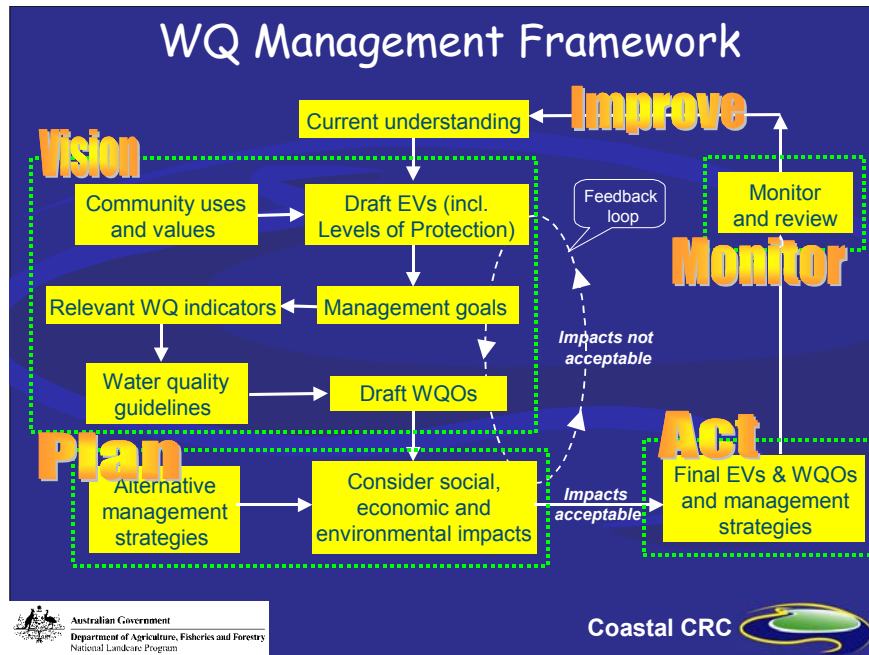 WQ Management Framework
Improve
Current understanding
Vision
Community uses
and values
Draft EVs (incl.
Levels of Protection)
Feedback
loop
Monitor
and review
Monitor
Relevant WQ indicators
Management goals
Impacts not
acceptable
Water quality
guidelines
Draft WQOs
Plan
Act
Alternative
management
strategies
Consider social,
economic and
environmental impacts
Impacts
acceptable
Final EVs & WQOs
and management
strategies
Australian Government
Department of Agriculture, Fisheries and Forestry
National Landcare Program
Coastal CRC